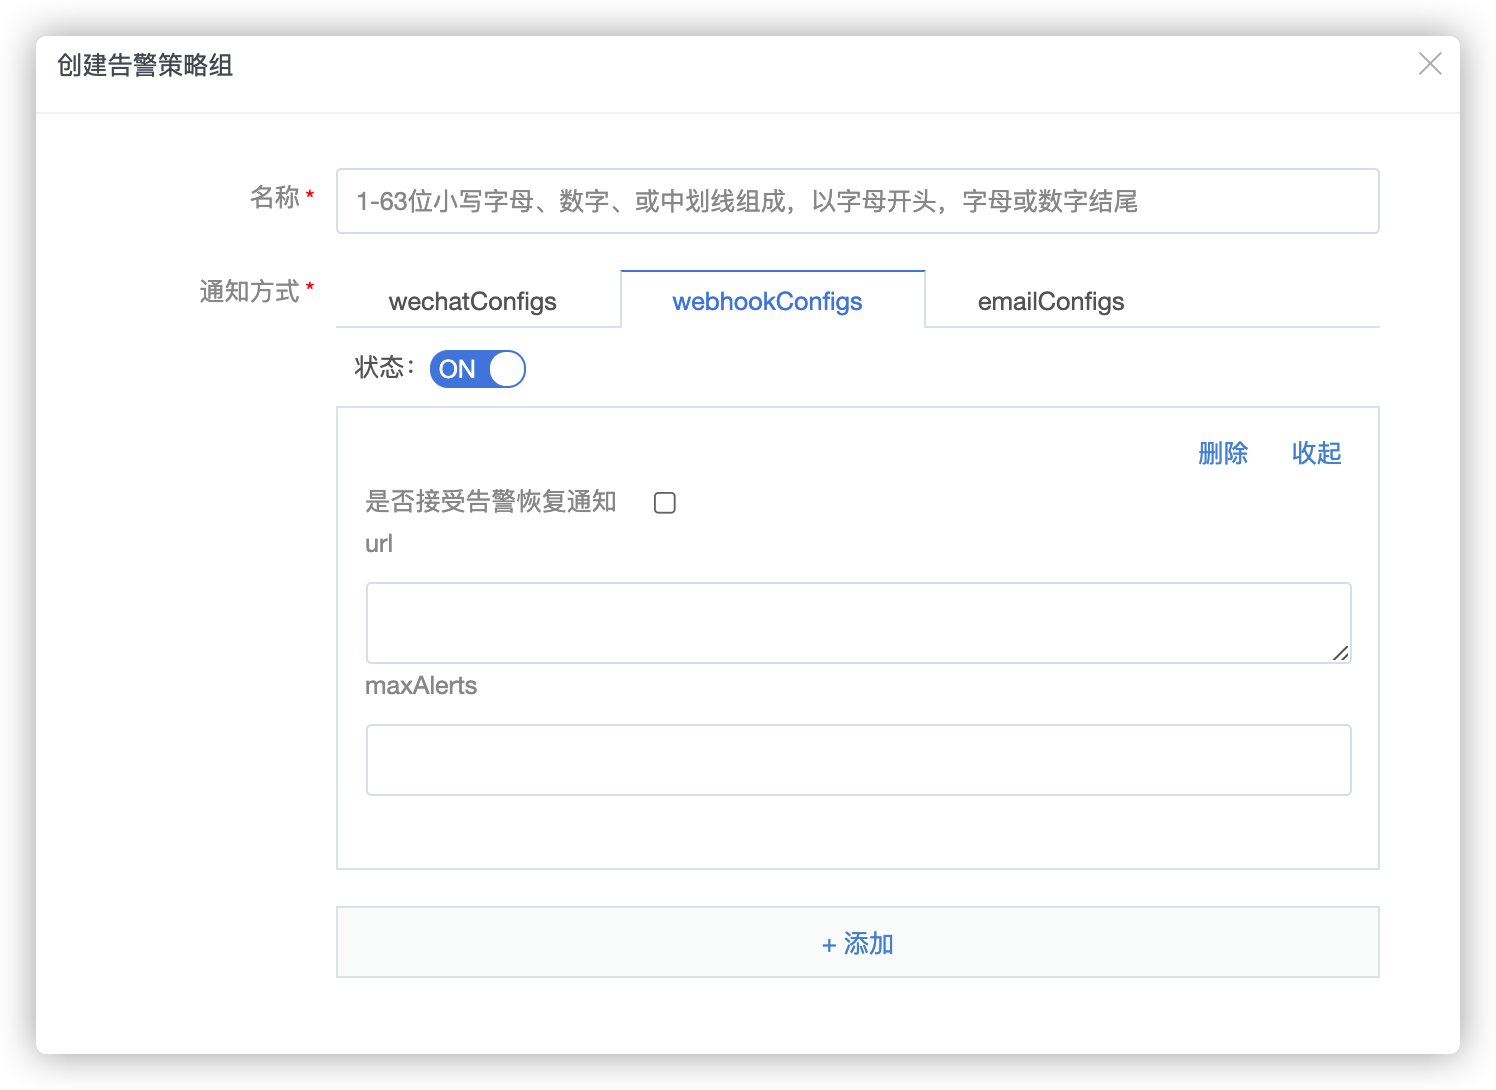 创建告警策略组
名称*
1-63位小写字母、数字、或中划线组成，以字母开头，字母或数字结尾
通知方式*
wechatConfigs
webhookConfigs
emailConfigs
状态：
ON
删除
收起
是否接受告警恢复通知
url
maxAlerts
+ 添加